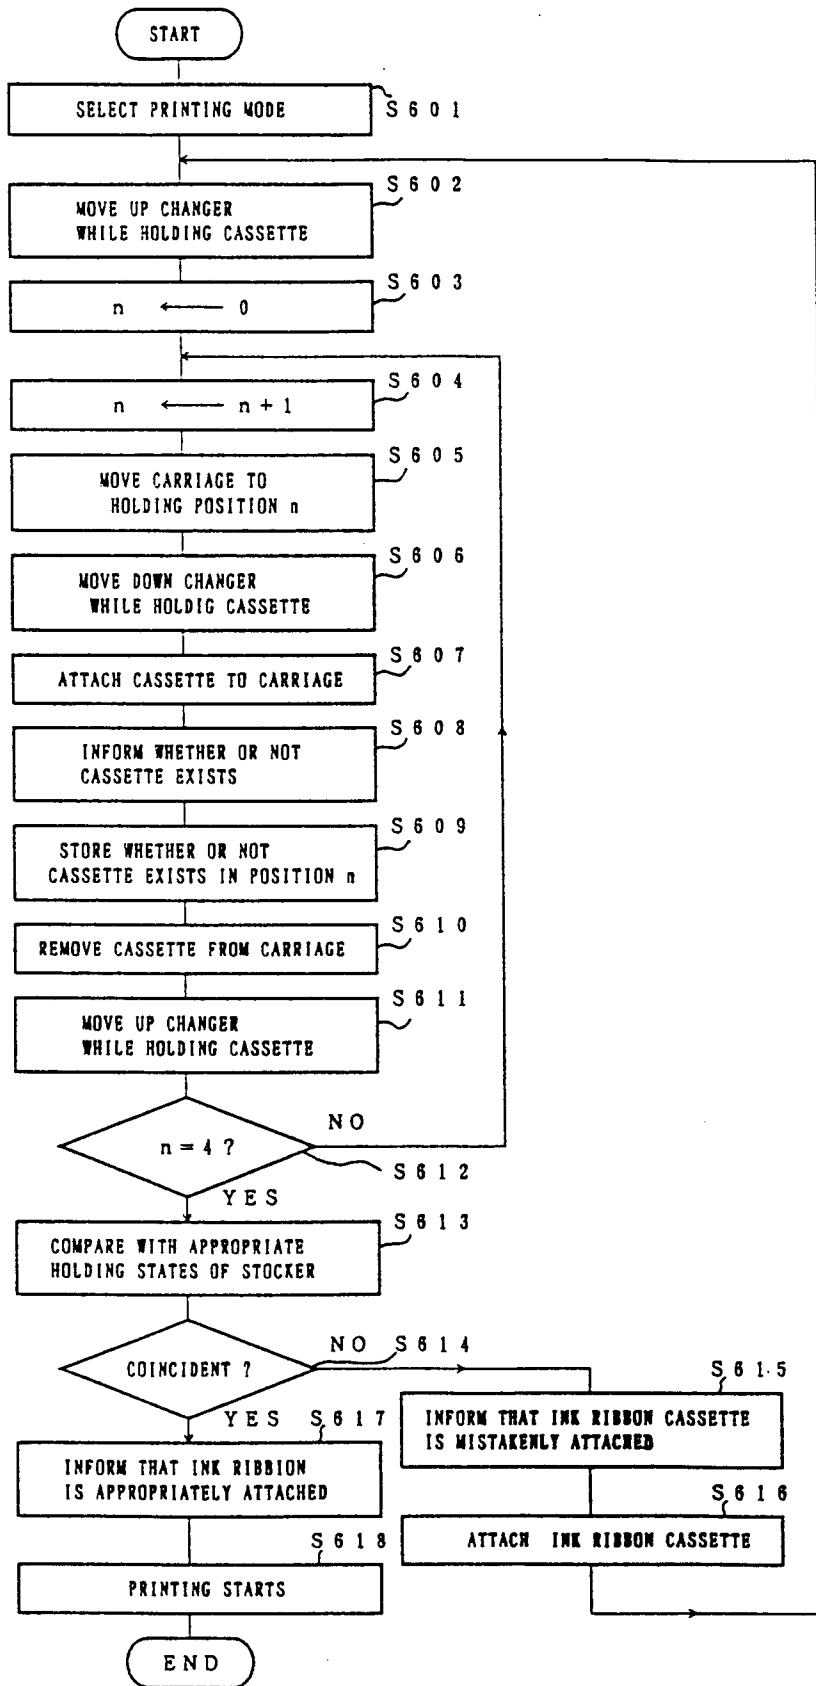 START
SELECT PRINTING MODE
S601
S602
MOVE UP CHANGER
WHILE HOLDING CASSETTE
S603
n ← 0
S604
n ← n + 1
S605
MOVE CARRIAGE TO
HOLDING POSITION n
S606
MOVE DOWN CHANGER
WHILE HOLDIG CASSETTE
S607
ATTACH CASSETTE TO CARRIAGE
S608
INFORM WHETHER OR NOT
CASSETTE EXISTS
S609
STORE WHETHER OR NOT
CASSETTE EXISTS IN POSITION n
S610
REMOVE CASSETTE FROM CARRIAGE
S611
MOVE UP CHANGER
WHILE HOLDING CASSETTE
NO
n = 4 ?
S612
YES
S613
COMPARE WITH APPROPRIATE
HOLDING STATES OF STOCKER
NO S614
COINCIDENT ?
S615
YES S617
INFORM THAT INK RIBBON CASSETTE
IS MISTAKENLY ATTACHED
INFORM THAT INK RIBBION
IS APPROPRIATELY ATTACHED
S616
ATTACH INK RIBBON CASSETTE
S618
PRINTING STARTS
END